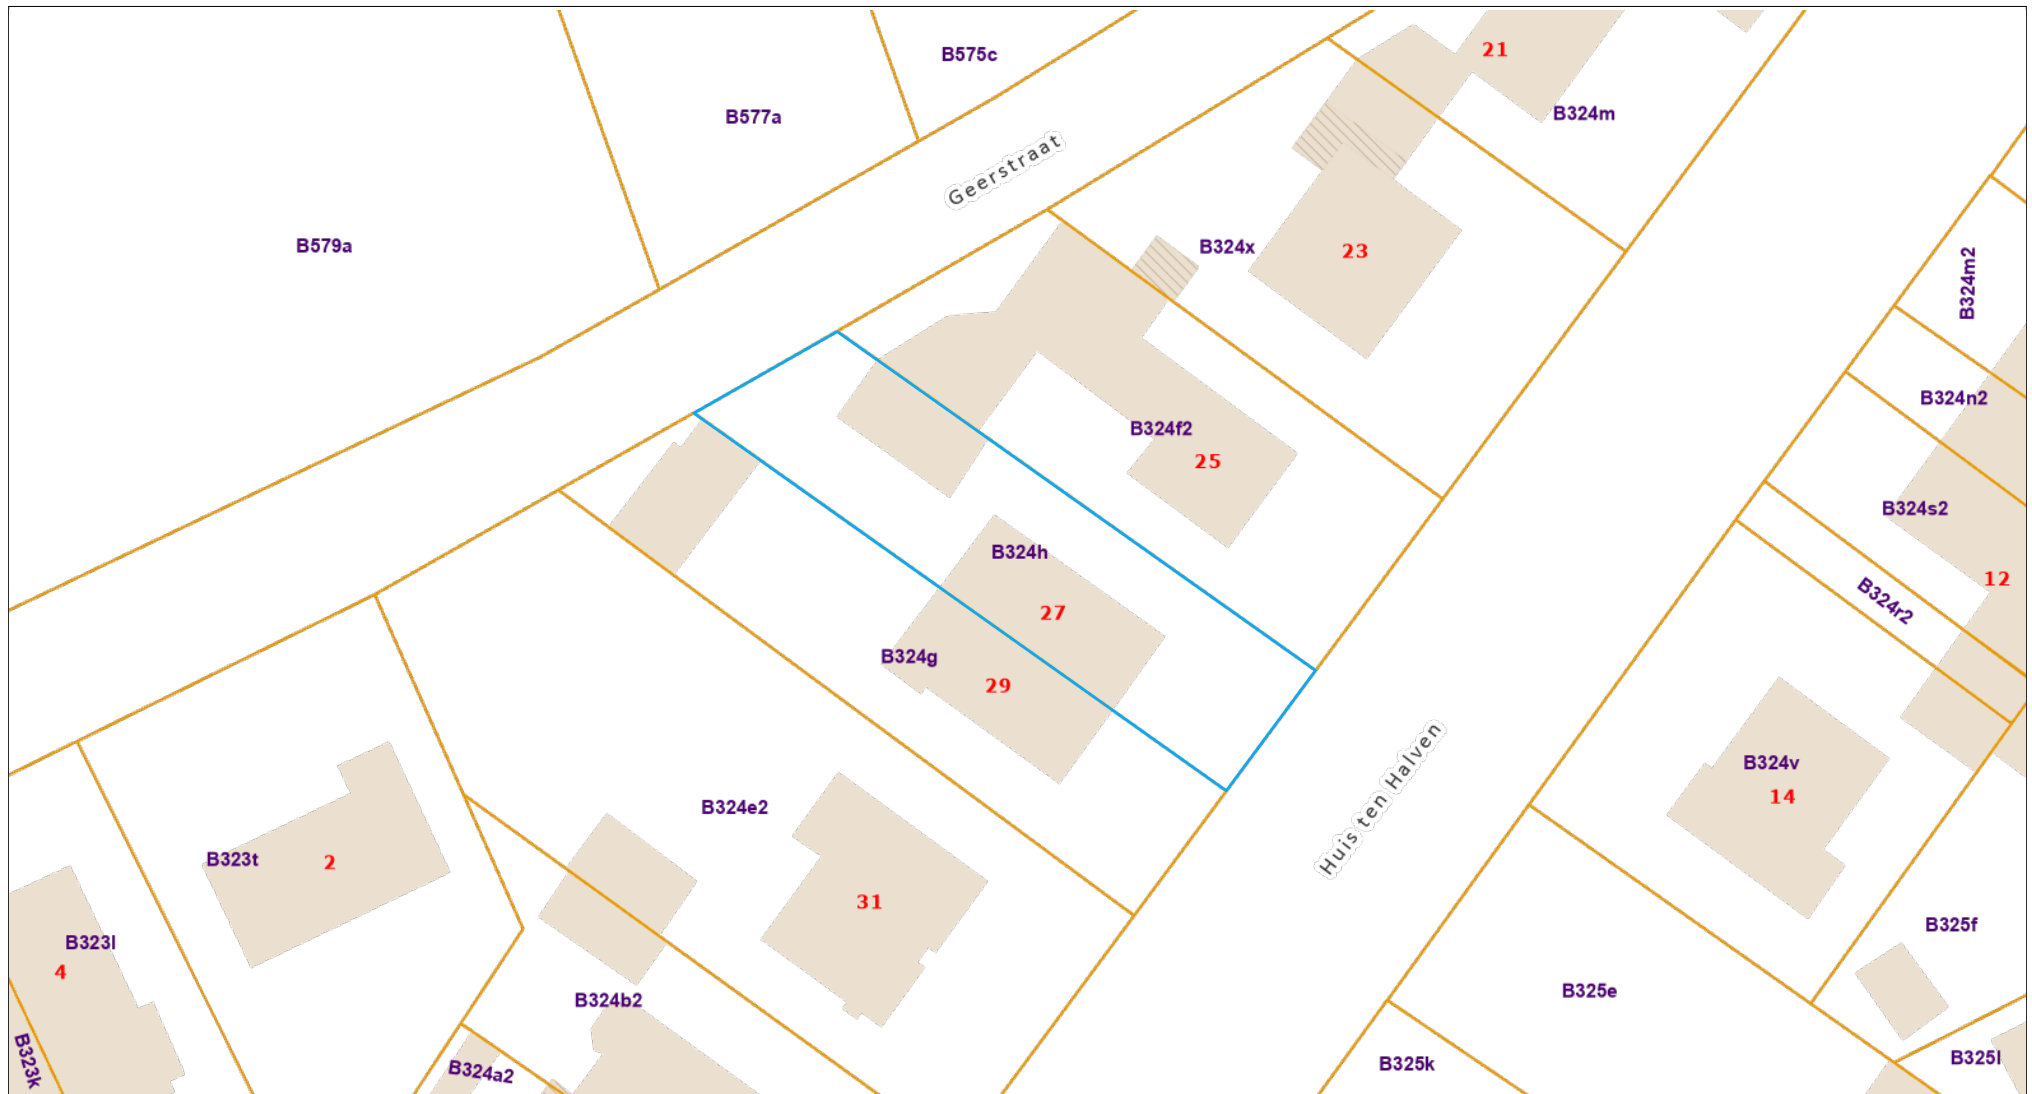 B575c
21
B577a
B324m
Geerstraat
B579a
B324x
23
B324m2
B324n2
B324f2
25
B324s2
B324h
12
B324r2
27
B324g
29
B324v
14
Huis ten Halven
B324e2
B323t
2
31
B325f
B323l
4
B325e
B324b2
B323k
B324a2
B325k
B325l